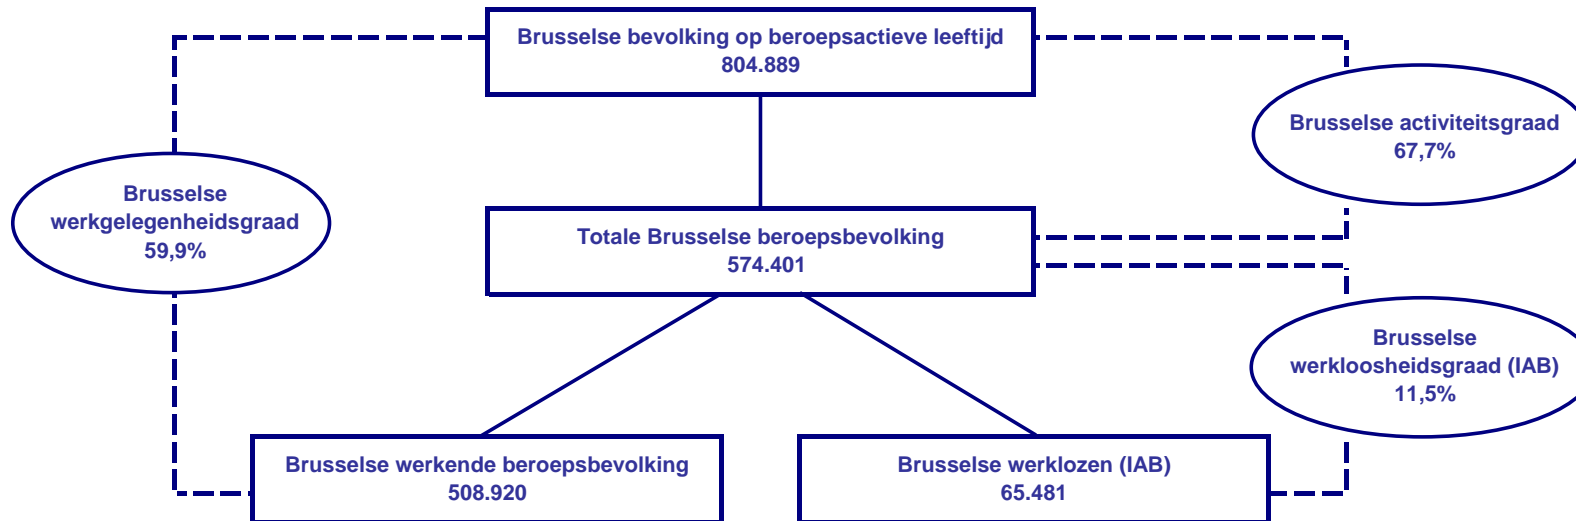 Brusselse bevolking op beroepsactieve leeftijd
804.889
Brusselse activiteitsgraad
67,7%
Brusselse
werkgelegenheidsgraad
59,9%
Totale Brusselse beroepsbevolking
574.401
Brusselse
werkloosheidsgraad (IAB)
11,5%
Brusselse werkende beroepsbevolking
508.920
Brusselse werklozen (IAB)
65.481